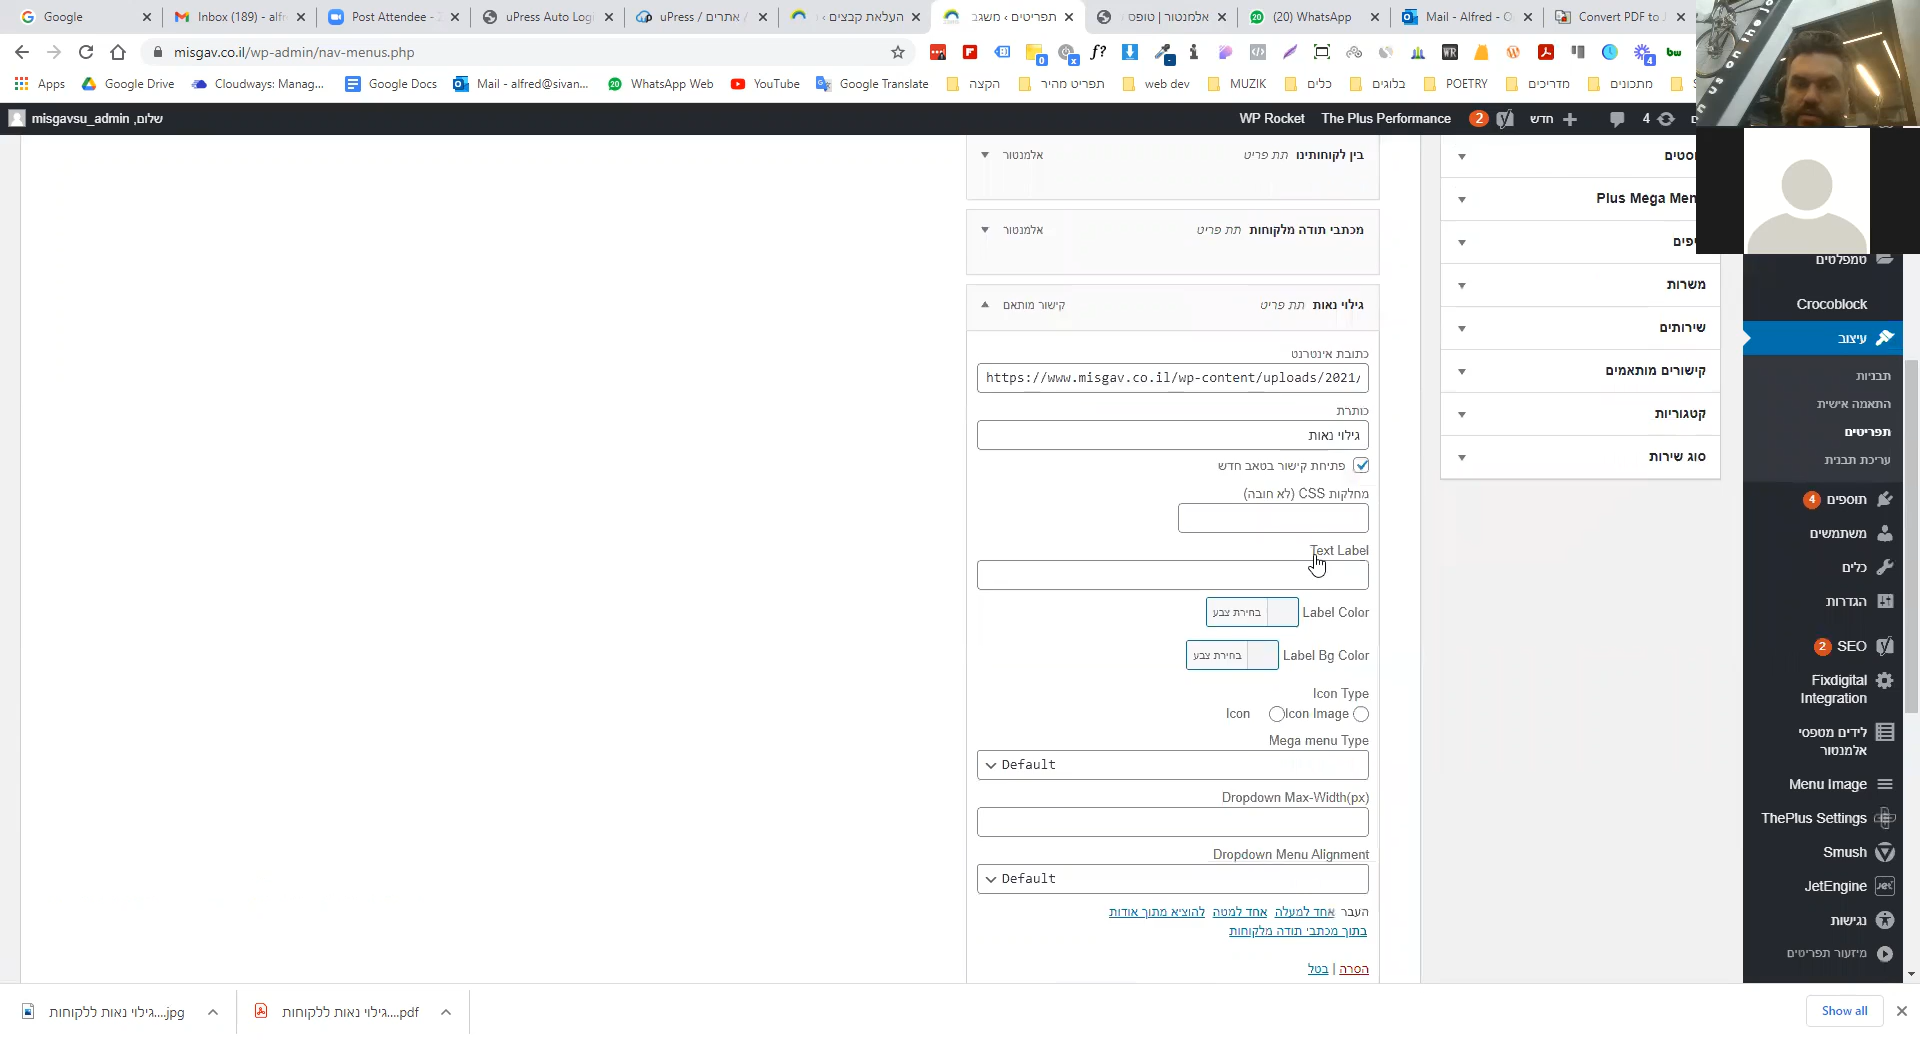 Google
Inbox (189) - alfr
Post Attendee - Z
uPress Auto Logi
uPress / אתרים /
העלאת קבצים ‹
תפריטים ‹ משגב
אלמנטור | טופס
(20) WhatsApp
Mail - Alfred - O
Convert PDF to J
misgav.co.il/wp-admin/nav-menus.php
Apps
Google Drive
Cloudways: Manag...
Google Docs
Mail - alfred@sivan...
WhatsApp Web
YouTube
Google Translate
הקצה
תפריט מהיר
web dev
MUZIK
כלים
בלוגים
POETRY
מדריכים
מתכונים
שלום, misgavsu_admin
WP Rocket
The Plus Performance
2
חדש
4
בין לקוחותינו תת פריט
אלמנטור
מכתבי תודה מלקוחות תת פריט
אלמנטור
גילוי נאות תת פריט
קישור מותאם
כתובת אינטרנט
https://www.misgav.co.il/wp-content/uploads/2021/
כותרת
גילוי נאות
פתיחת קישור בטאב חדש
מחלקות CSS (לא חובה)
Text Label
Label Color
בחירת צבע
Label Bg Color
בחירת צבע
Icon Type
Icon Image
Icon
Mega menu Type
Default
Dropdown Max-Width(px)
Dropdown Menu Alignment
Default
העבר אחד למעלה אחד למטה להוציא מתוך אודות
בתוך מכתבי תודה מלקוחות
הסרה | בטל
Plus Mega Men
משרות
שירותים
קישורים מותאמים
קטגוריות
סוג שירות
טמפלטים
Crocoblock
עיצוב
תבניות
התאמה אישית
תפריטים
עריכת תבנית
תוספים 4
משתמשים
כלים
הגדרות
SEO 2
Fixdigital
Integration
לידים מטפסי
אלמנטור
Menu Image
ThePlus Settings
Smush
JetEngine
נגישות
מיזעור תפריטים
גילוי נאות ללקוחות....jpg
גילוי נאות ללקוחות....pdf
Show all